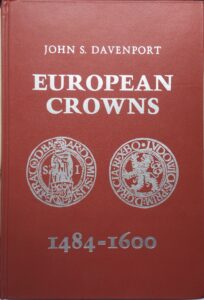 JOHN S. DAVENPORT
EUROPEAN
CROWNS
S I
1484-1600